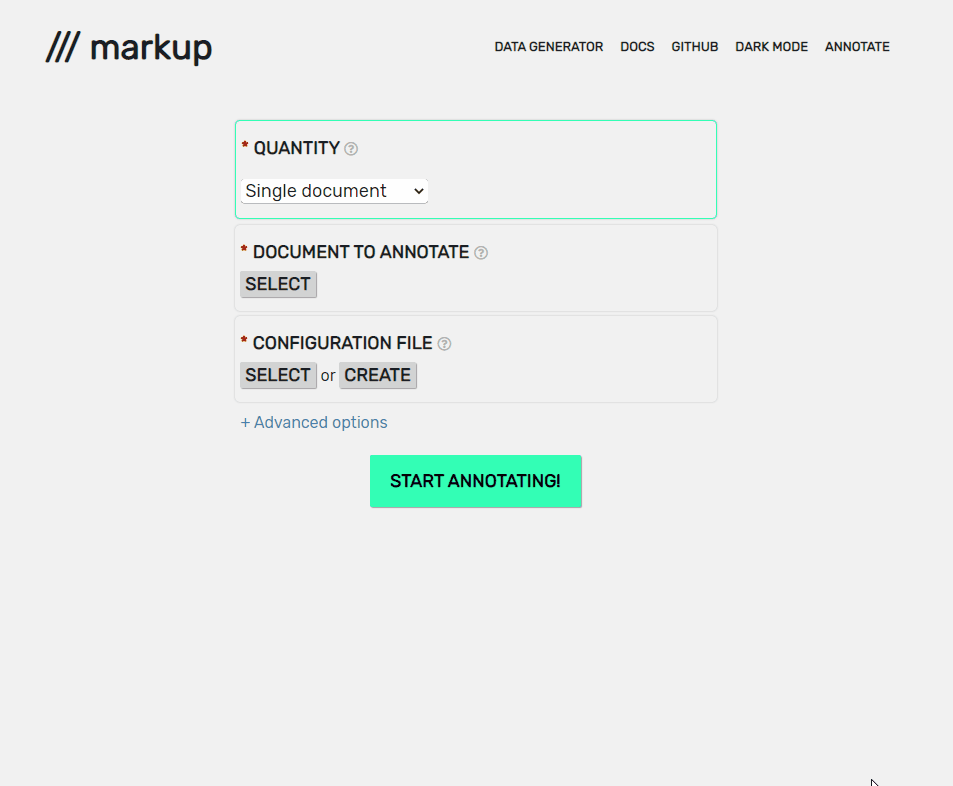 /// markup
DATA GENERATOR DOCS GITHUB DARK MODE ANNOTATE
* QUANTITY ?
Single document
* DOCUMENT TO ANNOTATE ?
SELECT
* CONFIGURATION FILE ?
SELECT or CREATE
+ Advanced options
START ANNOTATING!